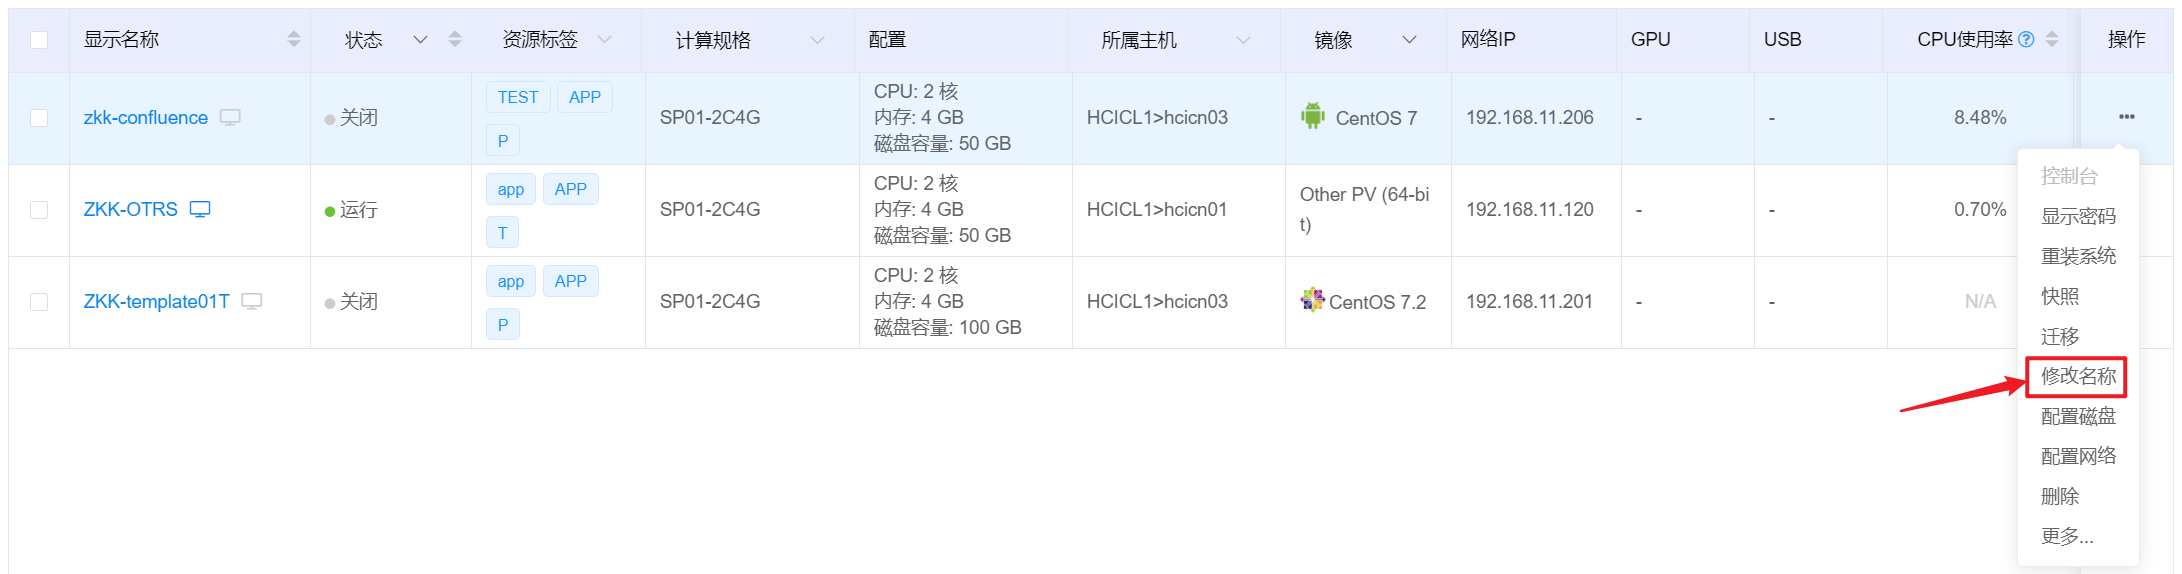 显示名称 状态 资源标签 计算规格 配置 所属主机 镜像 网络IP GPU USB CPU使用率 操作
zkk-confluence 关闭 TEST APP P SP01-2C4G CPU: 2 核 HCICL1>hcicn03 CentOS 7 192.168.11.206 - - 8.48% •••
内存: 4 GB
磁盘容量: 50 GB
ZKK-OTRS 运行 app APP T SP01-2C4G CPU: 2 核 HCICL1>hcicn01 Other PV (64-bi 192.168.11.120 - - 0.70%
内存: 4 GB t)
磁盘容量: 50 GB
ZKK-template01T 关闭 app APP P SP01-2C4G CPU: 2 核 HCICL1>hcicn03 CentOS 7.2 192.168.11.201 - - N/A
内存: 4 GB
磁盘容量: 100 GB
控制台
显示密码
重装系统
快照
迁移
修改名称
配置磁盘
配置网络
删除
更多...